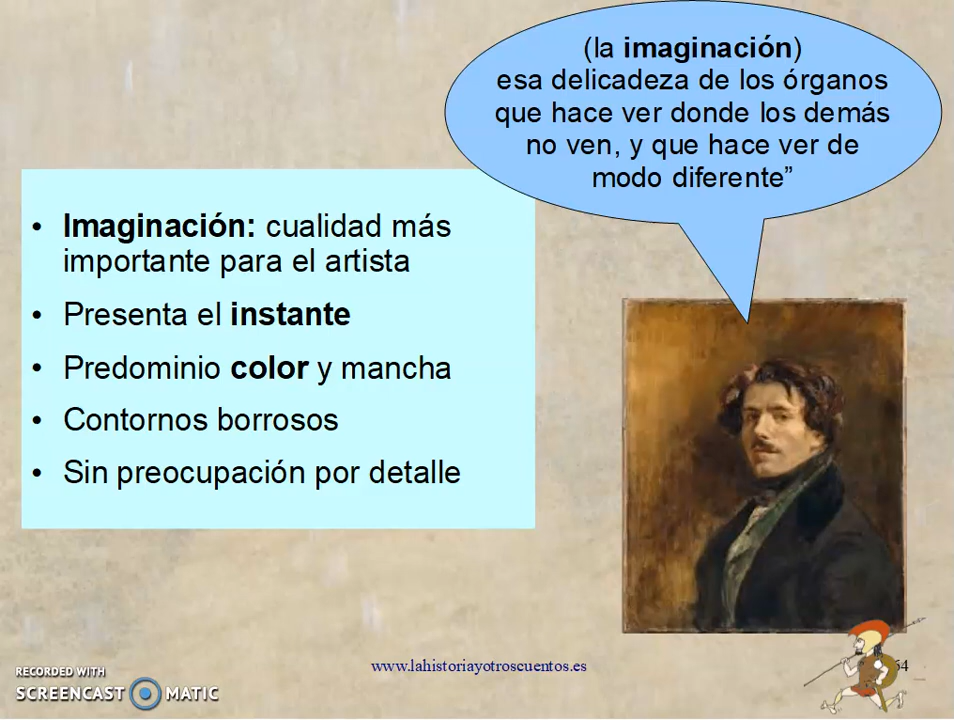 (la imaginación)
esa delicadeza de los órganos
que hace ver donde los demás
no ven, y que hace ver de
modo diferente”
• Imaginación: cualidad más
importante para el artista
• Presenta el instante
• Predominio color y mancha
• Contornos borrosos
• Sin preocupación por detalle
www.lahistoriayotroscuentos.es
RECORDED WITH
SCREENCAST MATIC